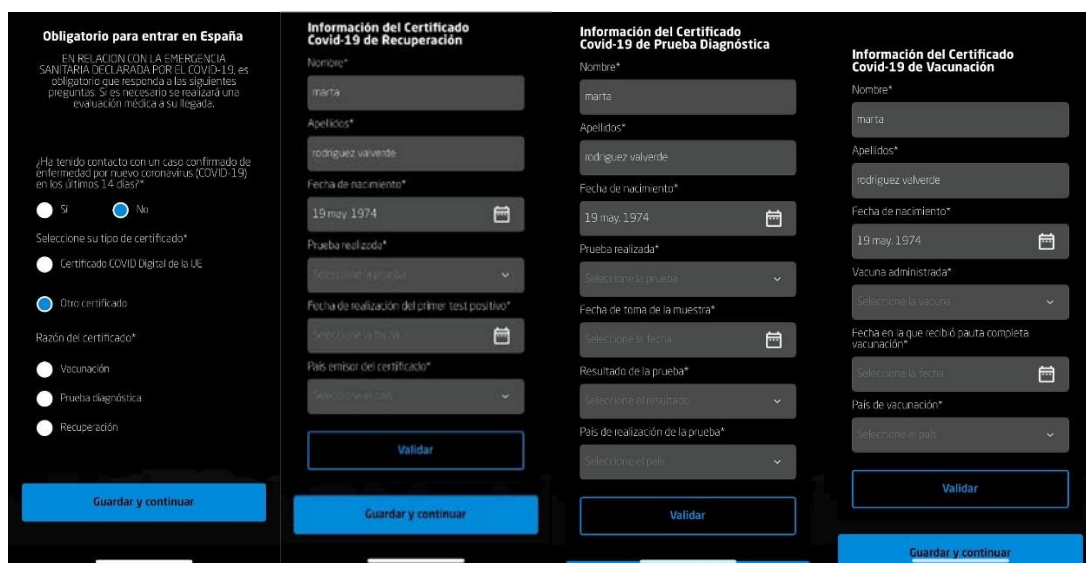 Obligatorio para entrar en España
EN RELACION CON LA EMERGENCIA
SANITARIA DECLARADA POR EL COVID-19, es
obligatorio que responda a las siguientes
preguntas. Si es necesario se realizará una
evaluación médica a su llegada.
¿Ha tenido contacto con un caso confirmado de
enfermedad por nuevo coronavirus (COVID-19)
en los últimos 14 días?*
Sí No
Seleccione su tipo de certificado*
Certificado COVID Digital de la UE
Otro certificado
Razón del certificado*
Vacunación
Prueba diagnóstica
Recuperación
Guardar y continuar
Información del Certificado
Covid-19 de Recuperación
Nombre*
marta
Apellidos*
rodriguez valverde
Fecha de nacimiento*
19 may. 1974
Prueba realizada*
Seleccione la prueba
Fecha de realización del primer test positivo*
Seleccione la fecha
País emisor del certificado*
Seleccione el país
Validar
Guardar y continuar
Información del Certificado
Covid-19 de Prueba Diagnóstica
Nombre*
marta
Apellidos*
rodriguez valverde
Fecha de nacimiento*
19 may. 1974
Prueba realizada*
Seleccione la prueba
Fecha de toma de la muestra*
Seleccione la fecha
Resultado de la prueba*
Seleccione el resultado
País de realización de la prueba*
Seleccione el país
Validar
Información del Certificado
Covid-19 de Vacunación
Nombre*
marta
Apellidos*
rodriguez valverde
Fecha de nacimiento*
19 may. 1974
Vacuna administrada*
Seleccione la vacuna
Fecha en la que recibió pauta completa
vacunación*
Seleccione la fecha
País de vacunación*
Seleccione el país
Validar
Guardar y continuar